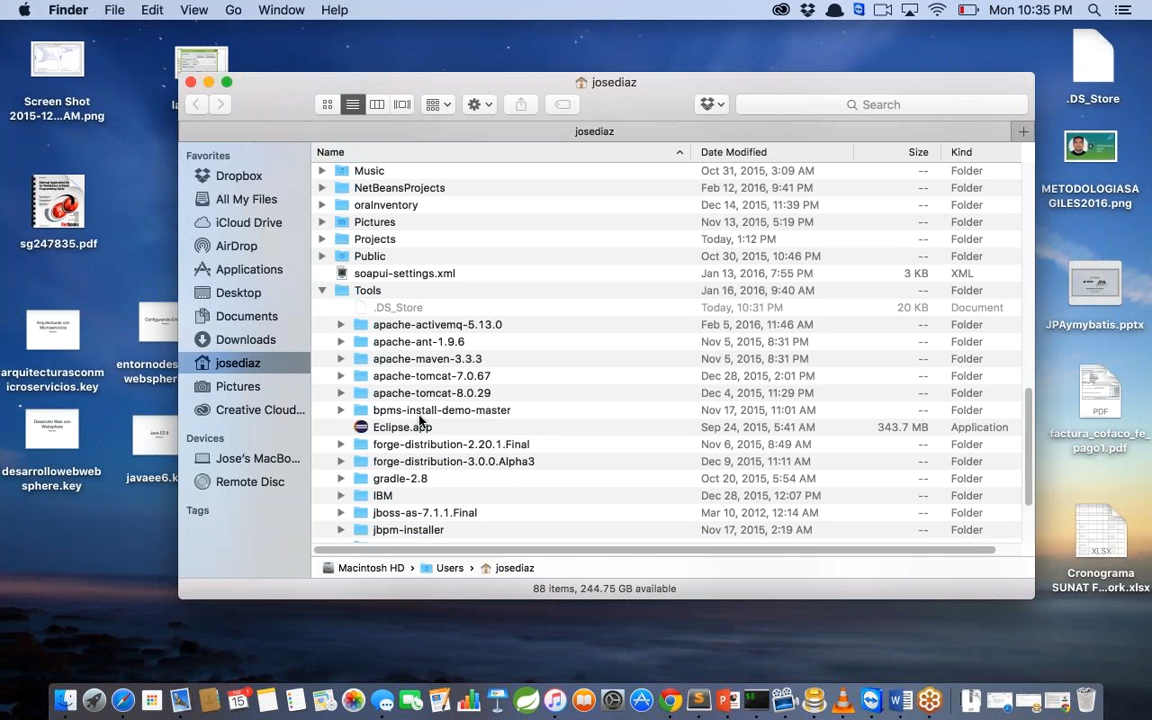 Finder File Edit View Go Window Help
Mon 10:35 PM
Screen Shot
2015-12...AM.png
sg247835.pdf
arquitecturasconm
icroservicios.key
desarrollowebweb
sphere.key
Arquitecturas con
Microservicios
entornodes
websphe
javaee6.k
josediaz
Search
josediaz
Favorites
Dropbox
All My Files
iCloud Drive
AirDrop
Applications
Desktop
Documents
Downloads
josediaz
Pictures
Creative Cloud...
Devices
Jose's MacBo...
Remote Disc
Tags
Name Date Modified Size Kind
Music Oct 31, 2015, 3:09 AM -- Folder
NetBeansProjects Feb 12, 2016, 9:41 PM -- Folder
oraInventory Dec 14, 2015, 11:39 PM -- Folder
Pictures Nov 13, 2015, 5:19 PM -- Folder
Projects Today, 1:12 PM -- Folder
Public Oct 30, 2015, 10:46 PM -- Folder
soapui-settings.xml Jan 13, 2016, 7:55 PM 3 KB XML
Tools Jan 16, 2016, 9:40 AM -- Folder
.DS_Store Today, 10:31 PM 20 KB Document
apache-activemq-5.13.0 Feb 5, 2016, 11:46 AM -- Folder
apache-ant-1.9.6 Nov 5, 2015, 8:31 PM -- Folder
apache-maven-3.3.3 Nov 5, 2015, 8:31 PM -- Folder
apache-tomcat-7.0.67 Dec 28, 2015, 2:01 PM -- Folder
apache-tomcat-8.0.29 Dec 4, 2015, 11:29 PM -- Folder
bpms-install-demo-master Nov 17, 2015, 11:01 AM -- Folder
Eclipse.app Sep 24, 2015, 5:41 AM 343.7 MB Application
forge-distribution-2.20.1.Final Nov 6, 2015, 8:49 AM -- Folder
forge-distribution-3.0.0.Alpha3 Dec 9, 2015, 11:11 AM -- Folder
gradle-2.8 Oct 20, 2015, 5:54 AM -- Folder
IBM Dec 28, 2015, 12:07 PM -- Folder
jboss-as-7.1.1.Final Mar 10, 2012, 12:14 AM -- Folder
jbpm-installer Nov 17, 2015, 2:19 AM -- Folder
Macintosh HD › Users › josediaz
88 items, 244.75 GB available
.DS_Store
METODOLOGIASA
GILES2016.png
JPAymybatis.pptx
PDF
factura_cofaco_fe_
pago1.pdf
XLSX
Cronograma
SUNAT F...ork.xlsx
15